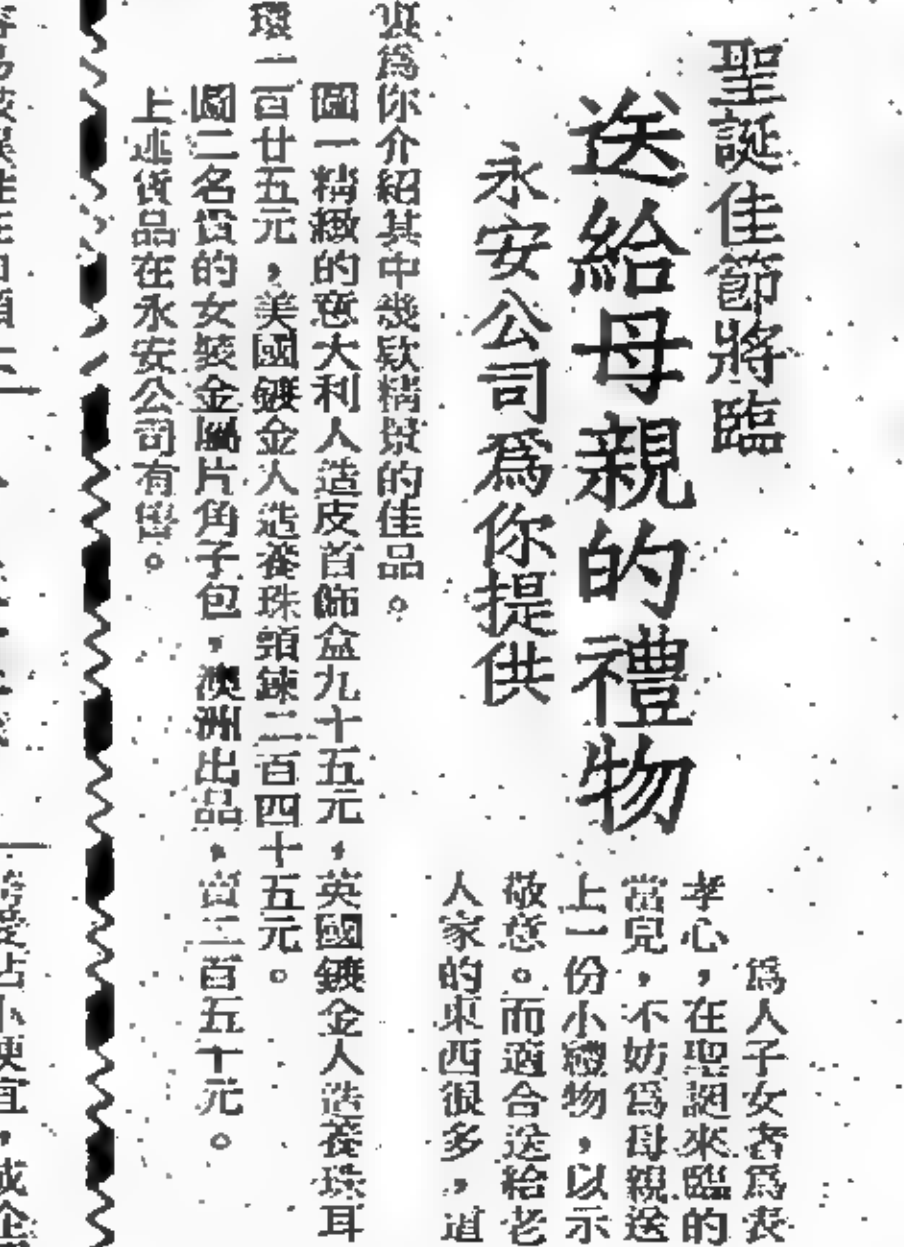 聖誕佳節將臨
送給母親的禮物
永安公司爲你提供
爲人子女者爲表
孝心，在聖誕來臨的
當兒，不妨爲母親送
上一份小禮物，以示
敬意。而適合送給老
人家的東西很多，這
裏爲你介紹其中幾欵精景的佳品。
圖一精緻的意大利人造皮首飾盒九十五元，英國鍍金人造養珠耳
環一百廿五元，美國鍍金人造養珠頸鍊二百四十五元。
圖二名貴的女裝金屬片角子包，澳洲出品，賣三百五十元。
上述貨品在永安公司有售。